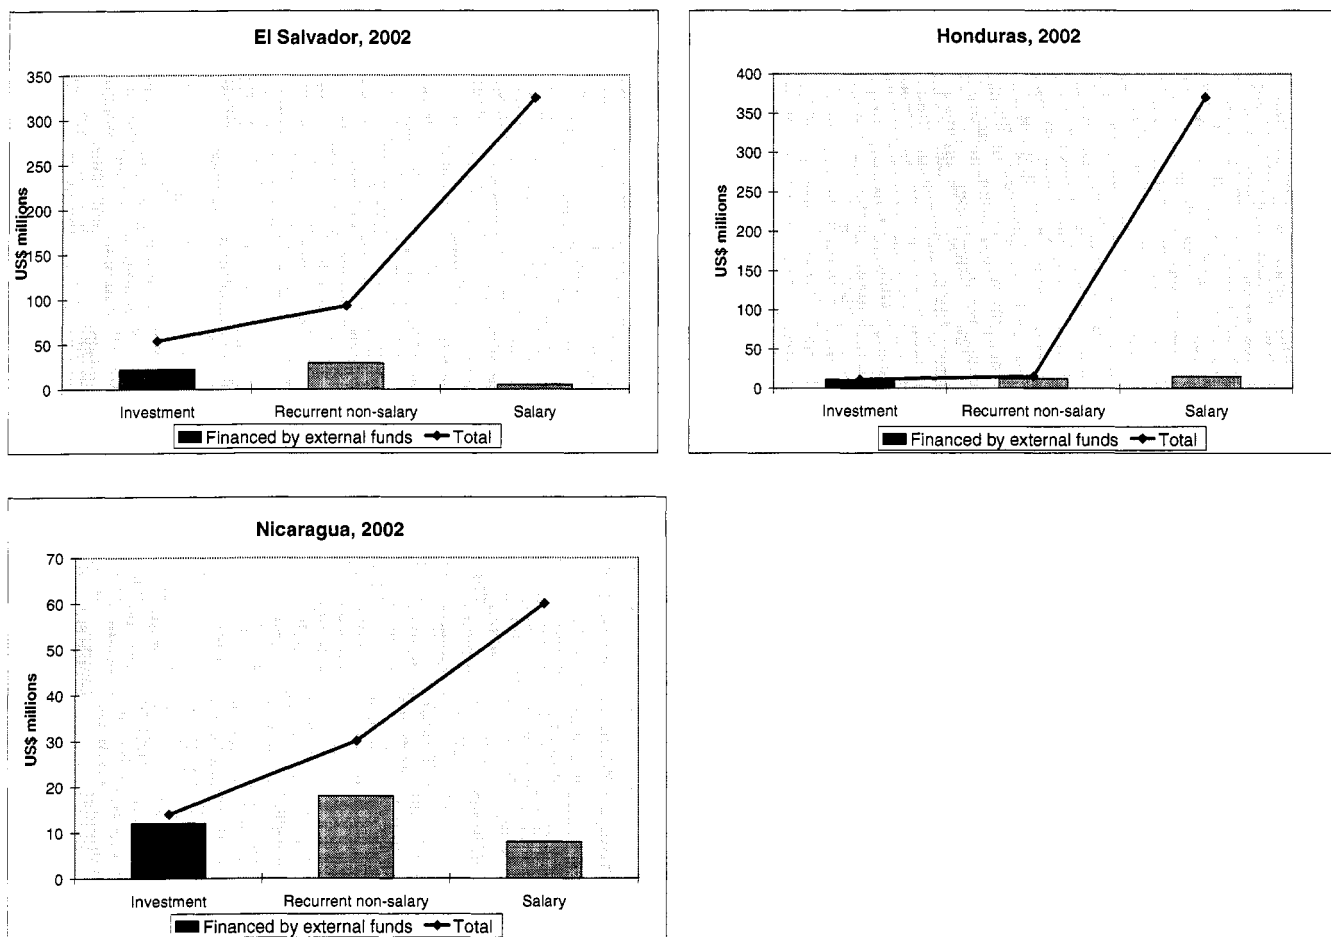 El Salvador, 2002
350
300
250
200
150
100
50
0
US$ millions
Investment Recurrent non-salary Salary
Financed by external funds Total
Honduras, 2002
400
350
300
250
200
150
100
50
0
US$ millions
Investment Recurrent non-salary Salary
Financed by external funds Total
Nicaragua, 2002
70
60
50
40
30
20
10
0
US$ millions
Investment Recurrent non-salary Salary
Financed by external funds Total